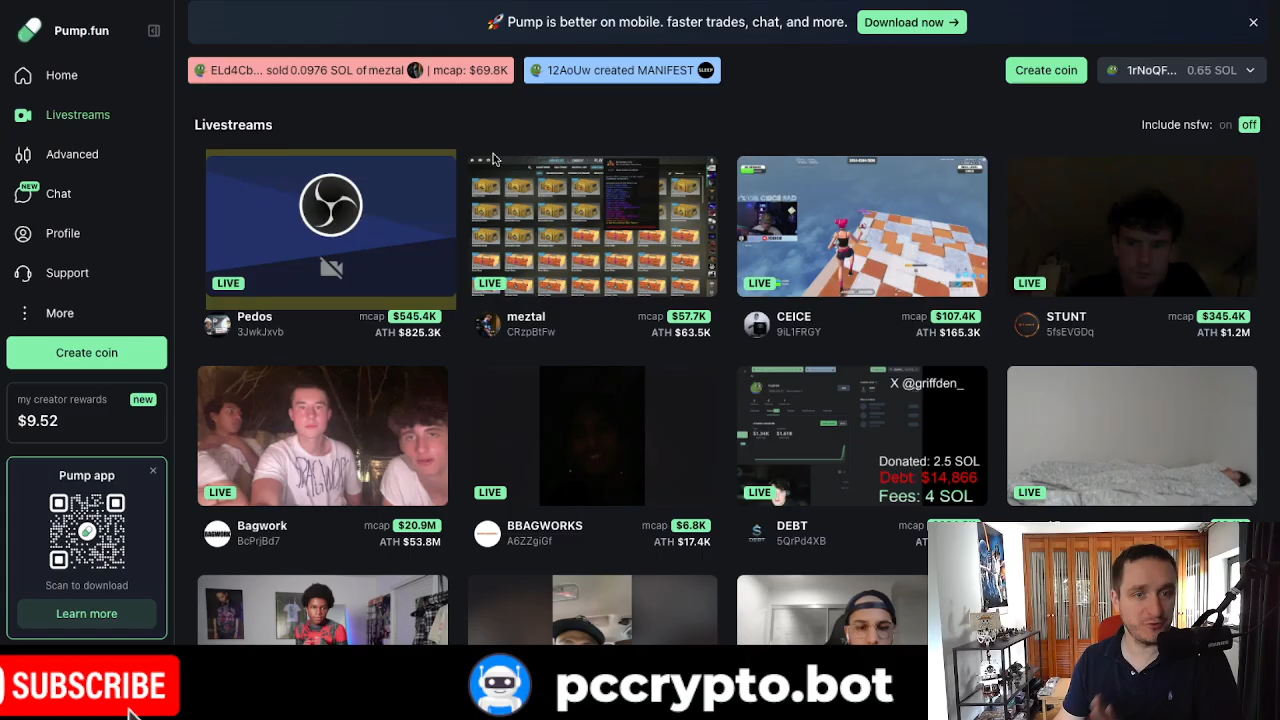 Pump.fun
🚀 Pump is better on mobile. faster trades, chat, and more.
Download now →
ELd4Cb... sold 0.0976 SOL of meztal | mcap: $69.8K
12AoUw created MANIFEST
SLEEP
Create coin
1rNoQF... 0.65 SOL
Home
Livestreams
Advanced
NEW
Chat
Profile
Support
More
Create coin
my creator rewards new
$9.52
Pump app
Scan to download
Learn more
Livestreams
Include nsfw: on off
LIVE
Pedos mcap $545.4K
3JwkJxvb ATH $825.3K
LIVE
meztal mcap $57.7K
CRzpBtFw ATH $63.5K
LIVE
CEICE mcap $107.4K
9iL1FRGY ATH $165.3K
LIVE
STUNT mcap $345.4K
5fsEVGDq ATH $1.2M
BAGWORK
LIVE
BAGWORK
Bagwork mcap $20.9M
BcPrjBd7 ATH $53.8M
LIVE
BBAGWORKS mcap $6.8K
A6ZZgiGf ATH $17.4K
X @griffden_
Donated: 2.5 SOL
Debt: $14,866
Fees: 4 SOL
LIVE
DEBT
DEBT mcap
5QrPd4XB ATH
LIVE
SUBSCRIBE
pccrypto.bot